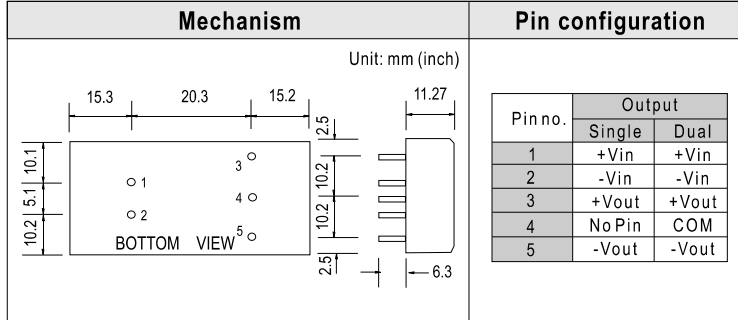 Mechanism
Pin configuration
Unit: mm (inch)
15.3 20.3 15.2 11.27
2.5
10.1 5.1 10.2
1
2
3
4
5
BOTTOM VIEW
10.2 10.2
2.5
6.3
Pin no. Output
Single Dual
1 +Vin +Vin
2 -Vin -Vin
3 +Vout +Vout
4 No Pin COM
5 -Vout -Vout